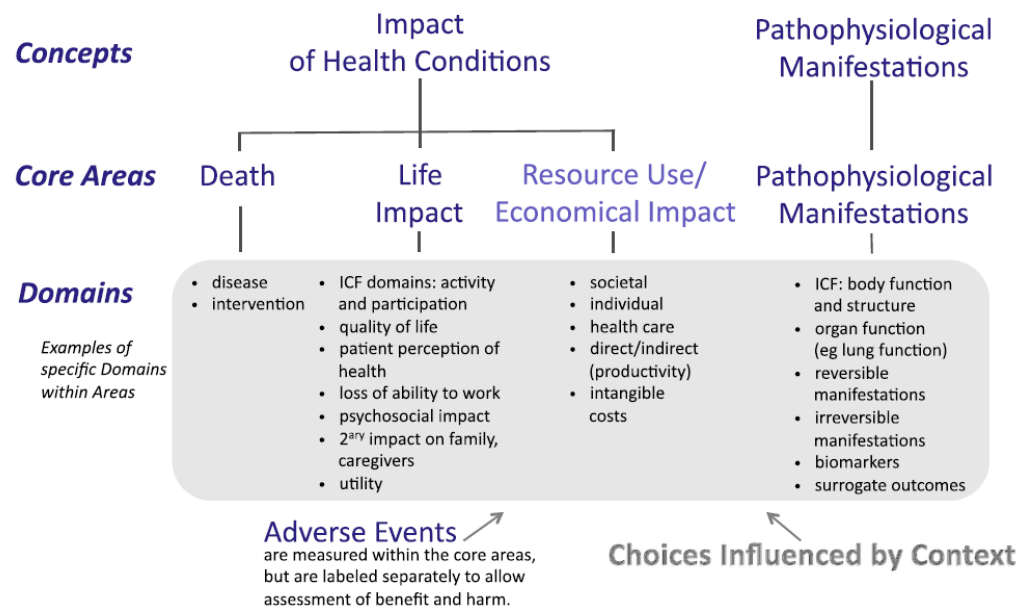 Concepts
Impact
of Health Conditions
Pathophysiological
Manifestations
Core Areas
Death
Life
Impact
Resource Use/
Economical Impact
Pathophysiological
Manifestations
Domains
Examples of
specific Domains
within Areas
• disease
• intervention
• ICF domains: activity
and participation
• quality of life
• patient perception of
health
• loss of ability to work
• psychosocial impact
• 2ary impact on family,
caregivers
• utility
• societal
• individual
• health care
• direct/indirect
(productivity)
• intangible
costs
• ICF: body function
and structure
• organ function
(eg lung function)
• reversible
manifestations
• irreversible
manifestations
• biomarkers
• surrogate outcomes
Adverse Events
are measured within the core areas,
but are labeled separately to allow
assessment of benefit and harm.
Choices Influenced by Context